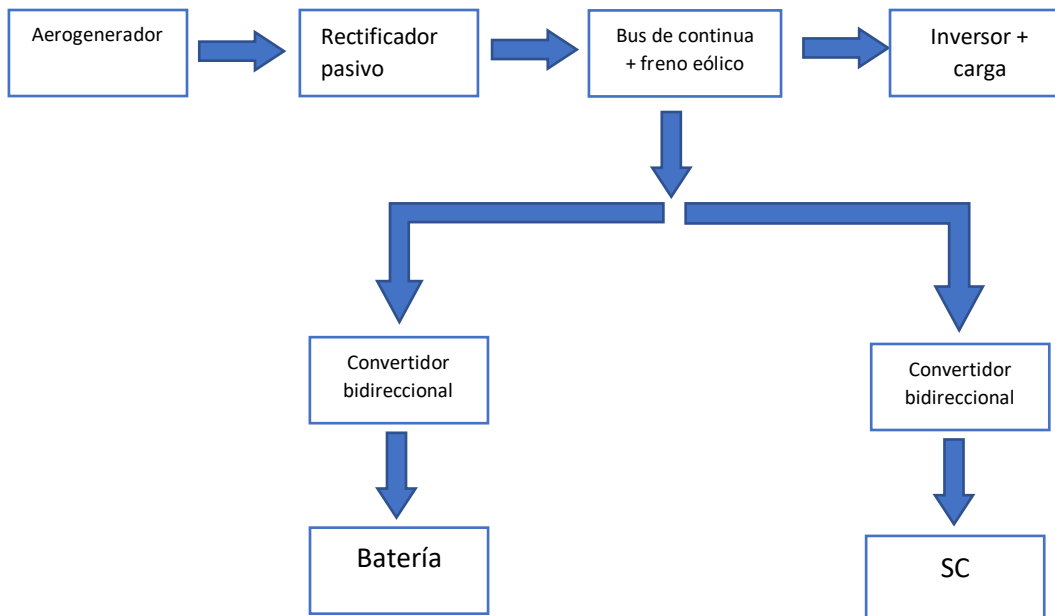 Aerogenerador
Rectificador
pasivo
Bus de continua
+ freno eólico
Inversor +
carga
Convertidor
bidireccional
Convertidor
bidireccional
Batería
SC